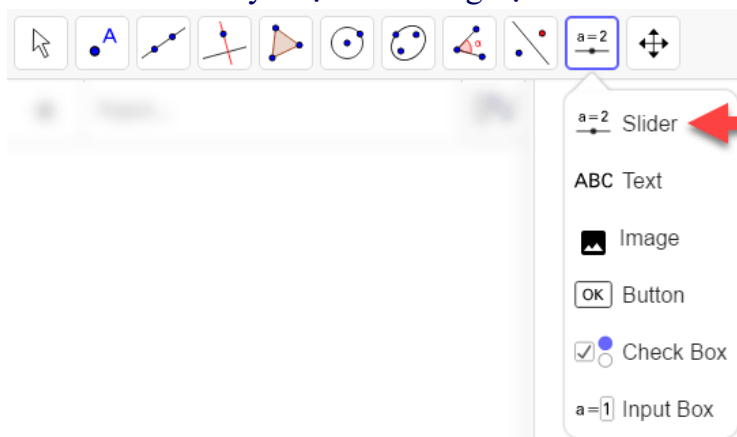 A
α
a=2
a=2 Slider
ABC Text
Image
OK Button
Check Box
a=1 Input Box